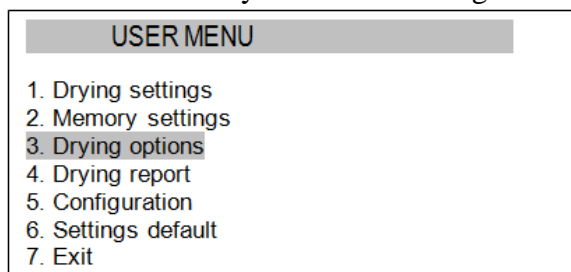 USER MENU
1. Drying settings
2. Memory settings
3. Drying options
4. Drying report
5. Configuration
6. Settings default
7. Exit